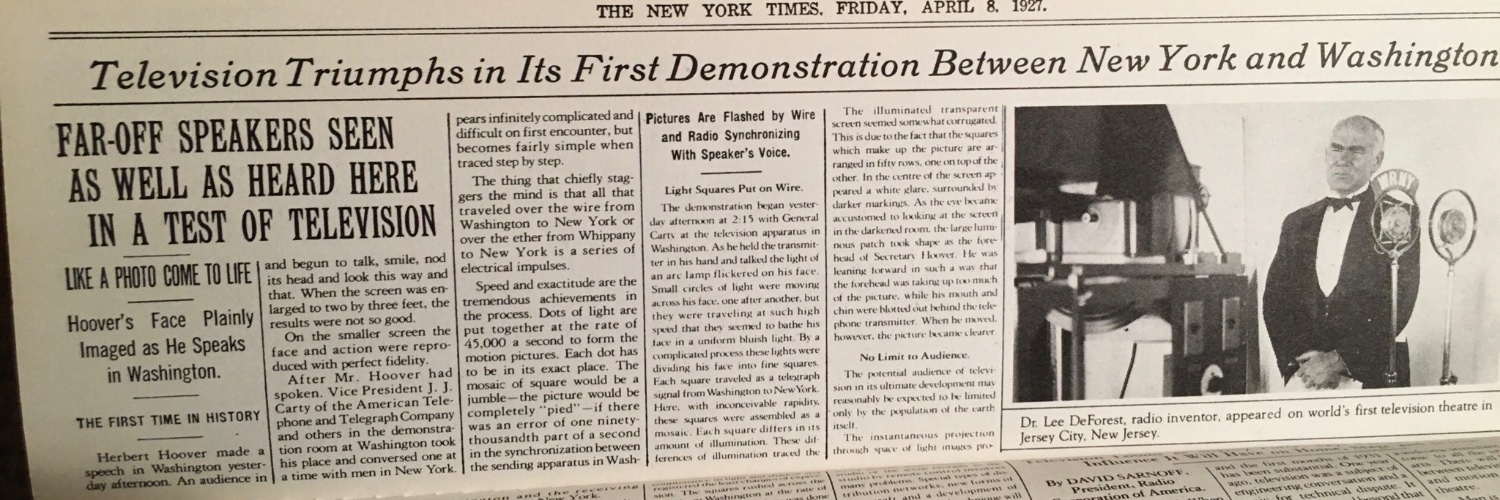 THE NEW YORK TIMES, FRIDAY, APRIL 8, 1927.
Television Triumphs in Its First Demonstration Between New York and Washington
FAR-OFF SPEAKERS SEEN
AS WELL AS HEARD HERE
IN A TEST OF TELEVISION
LIKE A PHOTO COME TO LIFE
Hoover's Face Plainly
Imaged as He Speaks
in Washington.
THE FIRST TIME IN HISTORY
Herbert Hoover made a
speech in Washington yester-
day afternoon. An audience in
and begun to talk, smile, nod
its head and look this way and
that. When the screen was en-
larged to two by three feet, the
results were not so good.
On the smaller screen the
face and action were repro-
duced with perfect fidelity.
After Mr. Hoover had
spoken, Vice President J. J.
Carty of the American Tele-
phone and Telegraph Company
and others in the demonstra-
tion room at Washington took
his place and conversed one at
a time with men in New York.
pears infinitely complicated and
difficult on first encounter, but
becomes fairly simple when
traced step by step.
The thing that chiefly stag-
gers the mind is that all that
traveled over the wire from
Washington to New York or
over the ether from Whippany
to New York is a series of
electrical impulses.
Speed and exactitude are the
tremendous achievements in
the process. Dots of light are
put together at the rate of
45,000 a second to form the
motion pictures. Each dot has
to be in its exact place. The
mosaic of square would be a
jumble—the picture would be
completely "pied"—if there
was an error of one ninety-
thousandth part of a second
in the synchronization between
the sending apparatus in Wash-
Pictures Are Flashed by Wire
and Radio Synchronizing
With Speaker's Voice.
Light Squares Put on Wire.
The demonstration began yester-
day afternoon at 2:15 with General
Carty at the television apparatus in
Washington. As he held the transmit-
ter in his hand and talked the light of
an arc lamp flickered on his face.
Small circles of light were moving
across his face, one after another, but
they were traveling at such high
speed that they seemed to bathe his
face in a uniform bluish light. By a
complicated process these lights were
dividing his face into fine squares.
Each square traveled as a telegraph
signal from Washington to New York.
Here, with inconceivable rapidity,
these squares were assembled as a
mosaic. Each square differs in its
amount of illumination. These dif-
ferences of illumination traced the
The illuminated transparent
screen seemed somewhat corrugated.
This is due to the fact that the squares
which make up the picture are ar-
ranged in fifty rows, one on top of the
other. In the centre of the screen ap-
peared a white glare, surrounded by
darker markings. As the eye became
accustomed to looking at the screen
in the darkened room, the large lumi-
nous patch took shape as the fore-
head of Secretary Hoover. He was
leaning forward in such a way that
the forehead was taking up too much
of the picture, while his mouth and
chin were blotted out behind the tele-
phone transmitter. When he moved,
however, the picture became clearer.
No Limit to Audience.
The potential audience of televi-
sion in its ultimate development may
reasonably be expected to be limited
only by the population of the earth
itself.
The instantaneous projection
through space of light images pro-
WRNY
Dr. Lee DeForest, radio inventor, appeared on world's first television theatre in
Jersey City, New Jersey.
By DAVID SARNOFF,
President, Radio